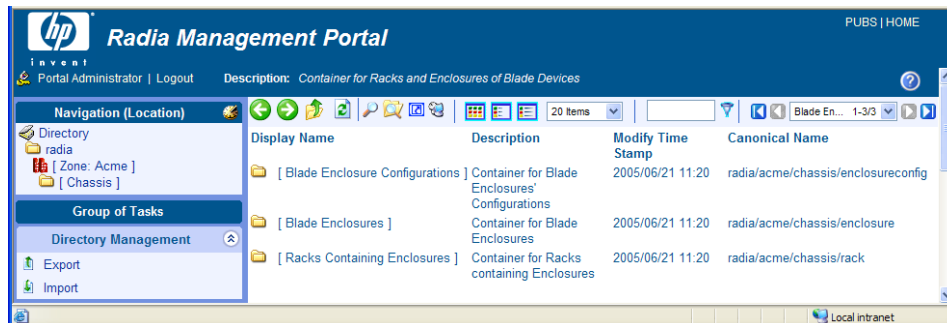 hp
invent
Radia Management Portal
PUBS | HOME
Portal Administrator | Logout
Description: Container for Racks and Enclosures of Blade Devices
Navigation (Location)
Directory
radia
[ Zone: Acme ]
[ Chassis ]
Group of Tasks
Directory Management
Export
Import
20 Items
Blade En... 1-3/3
Display Name Description Modify Time Stamp Canonical Name
[ Blade Enclosure Configurations ] Container for Blade Enclosures' Configurations 2005/06/21 11:20 radia/acme/chassis/enclosureconfig
[ Blade Enclosures ] Container for Blade Enclosures 2005/06/21 11:20 radia/acme/chassis/enclosure
[ Racks Containing Enclosures ] Container for Racks containing Enclosures 2005/06/21 11:20 radia/acme/chassis/rack
Local intranet